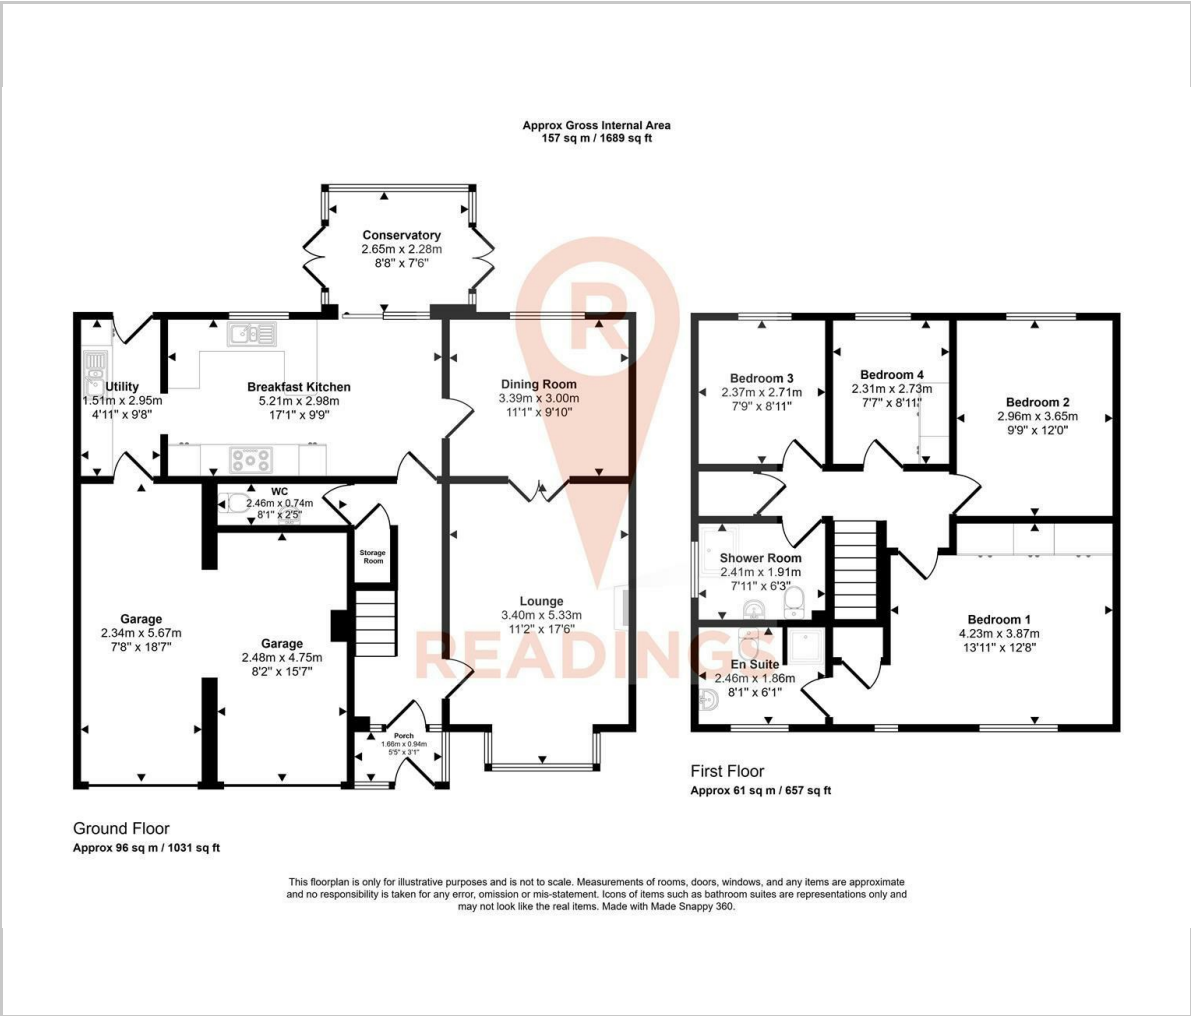 Approx Gross Internal Area
157 sq m / 1689 sq ft
Conservatory
2.65m x 2.28m
8'8" x 7'6"
R
Utility
1.51m x 2.95m
4'11" x 9'8"
Breakfast Kitchen
5.21m x 2.98m
17'1" x 9'9"
Dining Room
3.39m x 3.00m
11'1" x 9'10"
Bedroom 3
2.37m x 2.71m
7'9" x 8'11"
Bedroom 4
2.31m x 2.73m
7'7" x 8'11"
Bedroom 2
2.96m x 3.65m
9'9" x 12'0"
WC
2.46m x 0.74m
8'1" x 2'5"
Storage
Room
Shower Room
2.41m x 1.91m
7'11" x 6'3"
Garage
2.34m x 5.67m
7'8" x 18'7"
Garage
2.48m x 4.75m
8'2" x 15'7"
Lounge
3.40m x 5.33m
11'2" x 17'6"
READINGS
Bedroom 1
4.23m x 3.87m
13'11" x 12'8"
En Suite
2.46m x 1.86m
8'1" x 6'1"
Porch
1.66m x 0.94m
5'5" x 3'1"
First Floor
Approx 61 sq m / 657 sq ft
Ground Floor
Approx 96 sq m / 1031 sq ft
This floorplan is only for illustrative purposes and is not to scale. Measurements of rooms, doors, windows, and any items are approximate
and no responsibility is taken for any error, omission or mis-statement. Icons of items such as bathroom suites are representations only and
may not look like the real items. Made with Made Snappy 360.